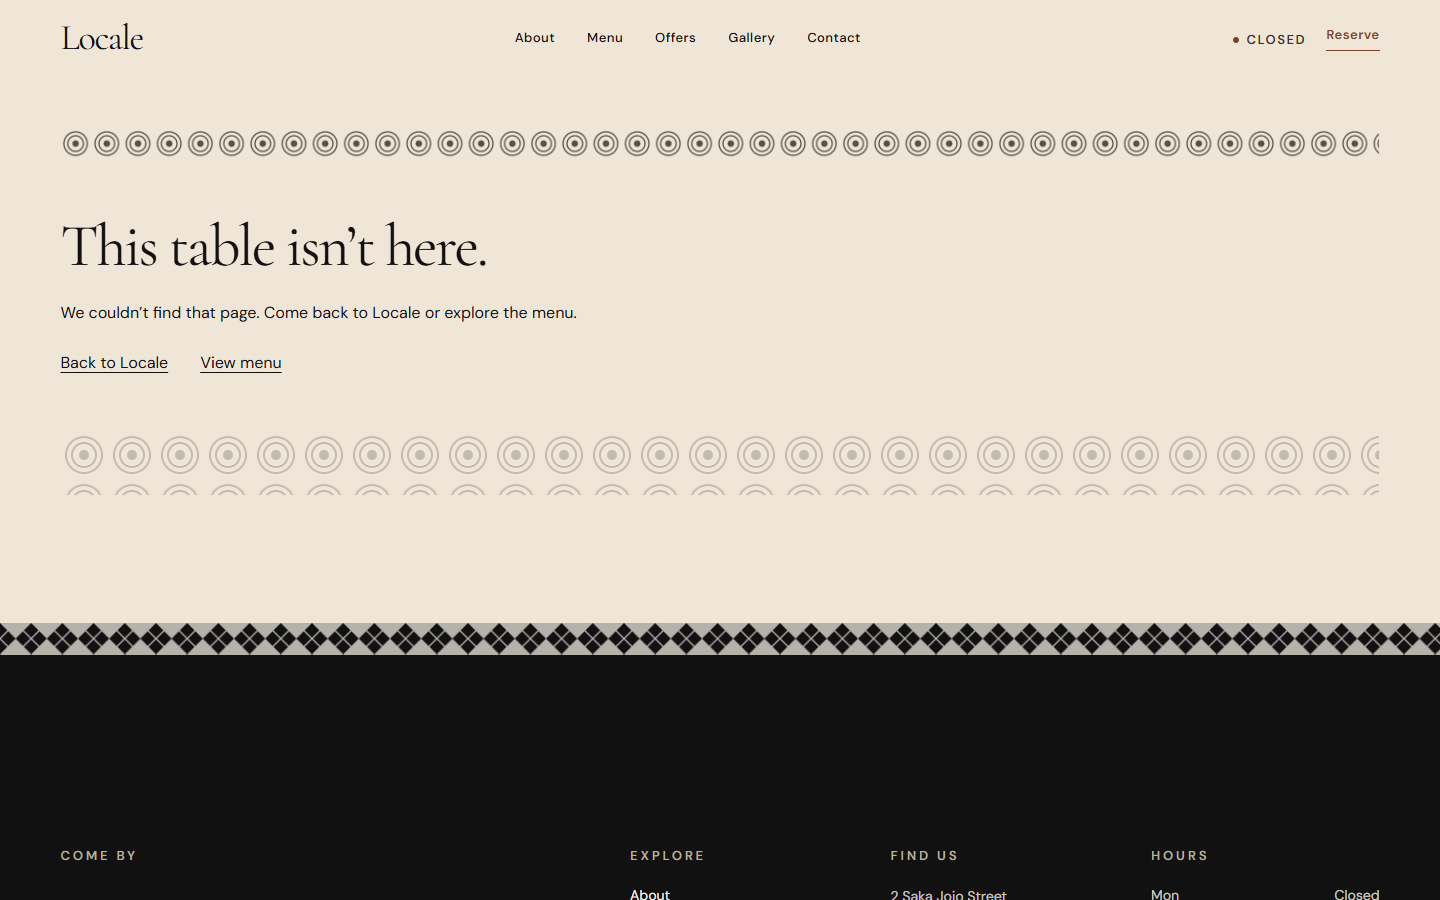 Locale
About
Menu
Offers
Gallery
Contact
CLOSED
Reserve
This table isn’t here.
We couldn’t find that page. Come back to Locale or explore the menu.
Back to Locale
View menu
COME BY
EXPLORE
About
FIND US
2 Saka Jojo Street
HOURS
Mon
Closed